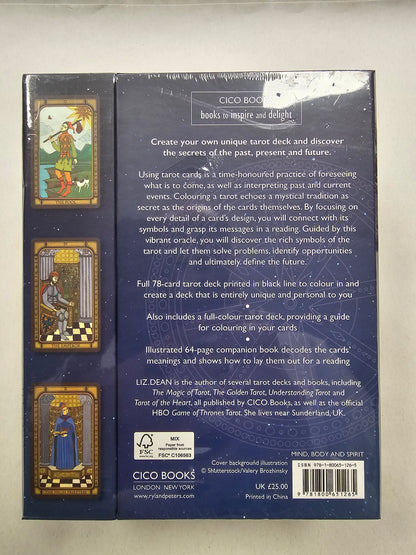 CICO BOOKS
books to inspire and delight
Create your own unique tarot deck and discover
the secrets of the past, present and future.
Using tarot cards is a time-honoured practice of foreseeing
what is to come, as well as interpreting past and current
events. Colouring a tarot echoes a mystical tradition as
secret as the origins of the cards themselves. By focusing on
every detail of a card's design, you will connect with its
symbols and grasp its messages in a reading. Guided by this
vibrant oracle, you will discover the rich symbols of the
tarot and let them solve problems, identify opportunities
and ultimately define the future.
Full 78-card tarot deck printed in black line to colour in and
create a deck that is entirely unique and personal to you
Also includes a full-colour tarot deck, providing a guide
for colouring in your cards
Illustrated 64-page companion book decodes the cards'
meanings and shows how to lay them out for a reading
LIZ DEAN is the author of several tarot decks and books, including
The Magic of Tarot, The Golden Tarot, Understanding Tarot and
Tarot of the Heart, all published by CICO Books, as well as the official
HBO Game of Thrones Tarot. She lives near Sunderland, UK.
FSC
MIX
Paper from
responsible sources
FSC® C106563
CICO BOOKS
LONDON NEW YORK
www.rylandpeters.com
Cover background illustration
© Shutterstock/Valery Brozhinsky
UK £25.00
Printed in China
MIND, BODY AND SPIRIT
ISBN 978-1-80065-126-5
9 781800 651265
THE FOOL
THE EMPEROR
THE HIGH PRIESTESS